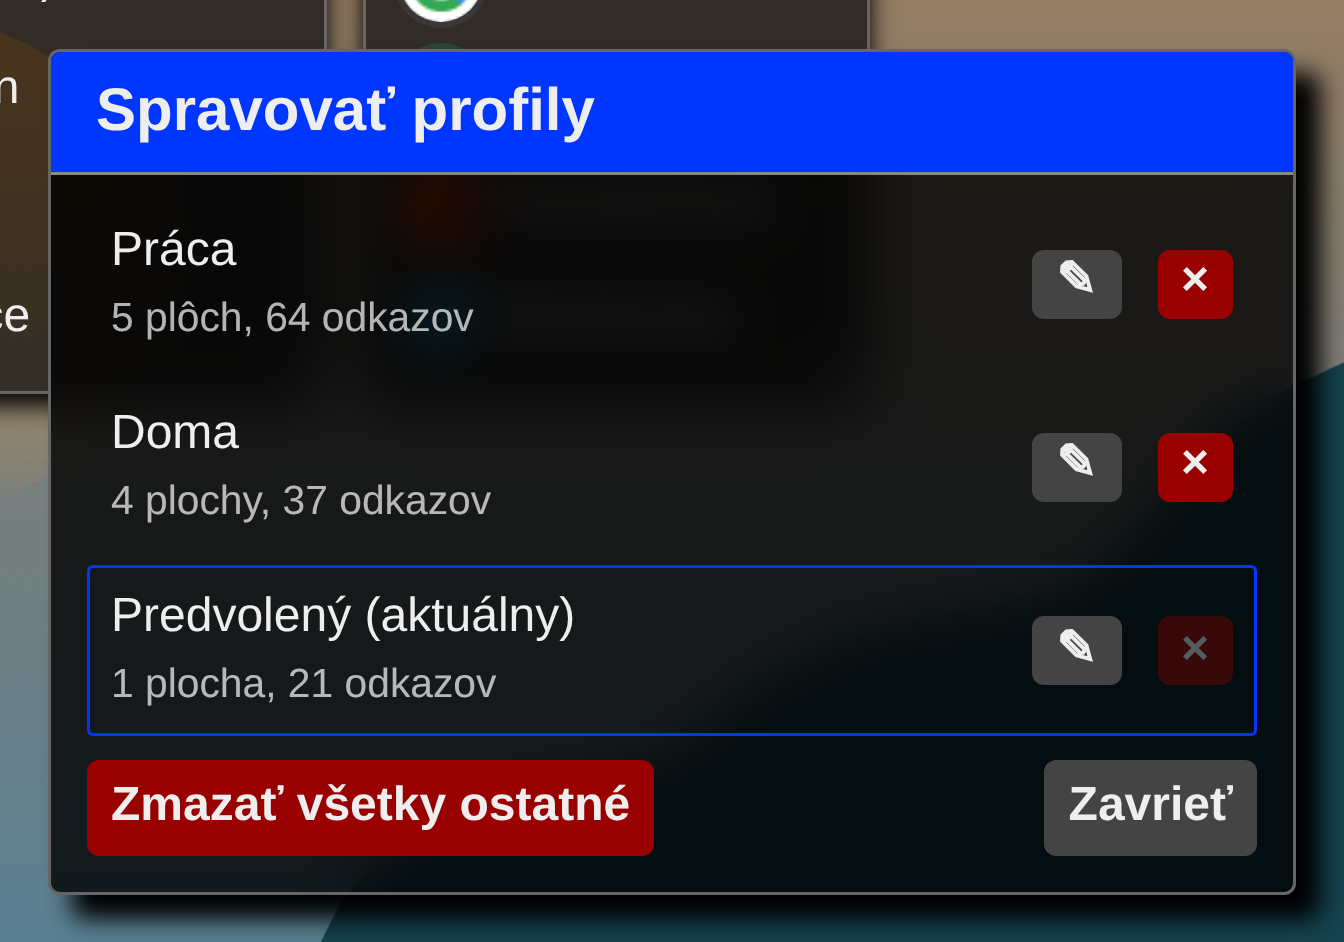 Spravovať profily
Práca
5 plôch, 64 odkazov
Doma
4 plochy, 37 odkazov
Predvolený (aktuálny)
1 plocha, 21 odkazov
Zmazať všetky ostatné
Zavrieť